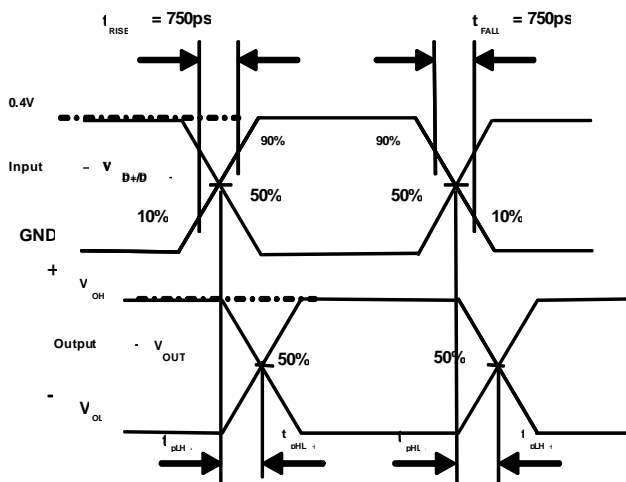 t RISE = 750ps
t FALL = 750ps
0.4V
90%
90%
Input - V D+/D -
50%
50%
10%
10%
GND
+
V OH
Output - V OUT
50%
50%
-
V OL
t pLH -
t pHL +
t pHL -
t pLH +